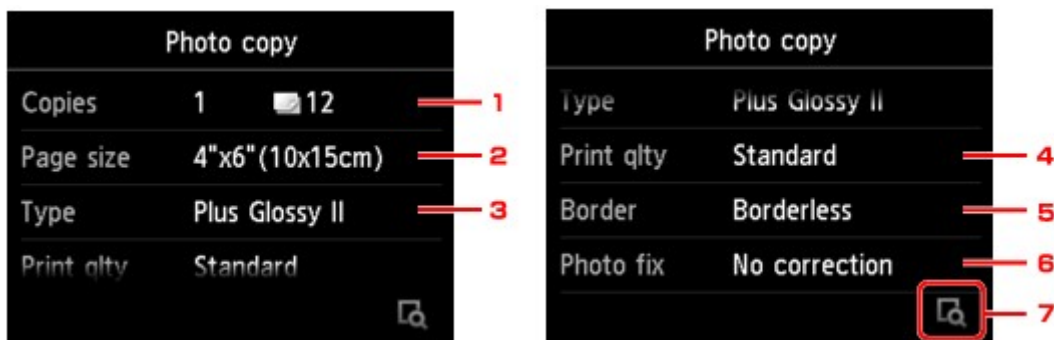 Photo copy
Copies 1 12 1
Page size 4"x6"(10x15cm) 2
Type Plus Glossy II 3
Print qlty Standard
Photo copy
Type Plus Glossy II
Print qlty Standard 4
Border Borderless 5
Photo fix No correction 6
7